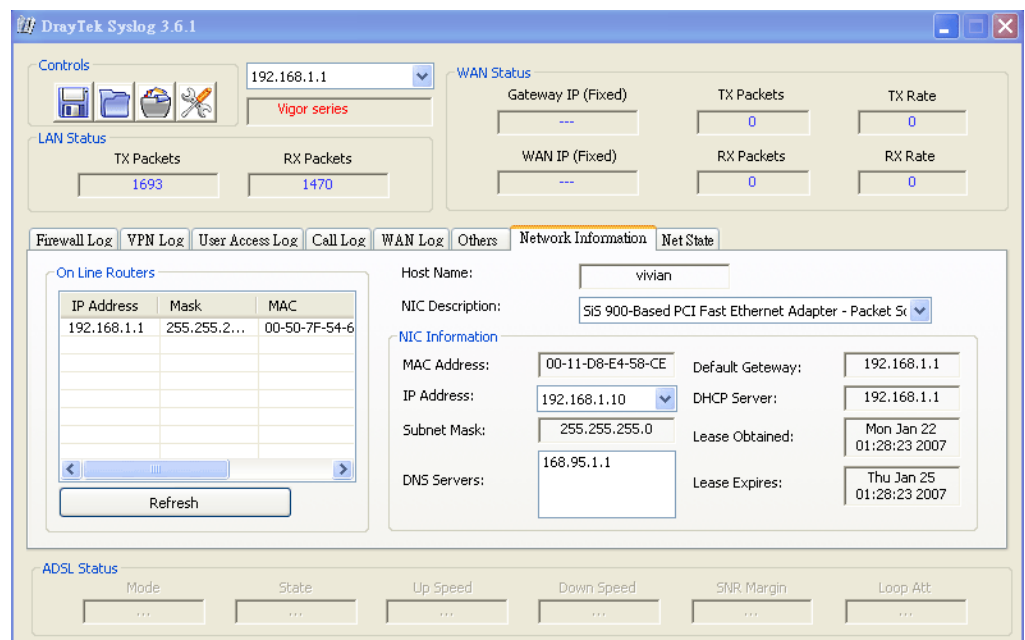 DrayTek Syslog 3.6.1
Controls
192.168.1.1
Vigor series
WAN Status
Gateway IP (Fixed)
TX Packets
TX Rate
---
0
0
WAN IP (Fixed)
RX Packets
RX Rate
---
0
0
LAN Status
TX Packets
RX Packets
1693
1470
Firewall Log
VPN Log
User Access Log
Call Log
WAN Log
Others
Network Information
Net State
On Line Routers
IP Address
Mask
MAC
192.168.1.1
255.255.2...
00-50-7F-54-6
Refresh
Host Name:
vivian
NIC Description:
SiS 900-Based PCI Fast Ethernet Adapter - Packet Sc
NIC Information
MAC Address:
00-11-D8-E4-58-CE
IP Address:
192.168.1.10
Subnet Mask:
255.255.255.0
DNS Servers:
168.95.1.1
Default Geteway:
192.168.1.1
DHCP Server:
192.168.1.1
Lease Obtained:
Mon Jan 22
01:28:23 2007
Lease Expires:
Thu Jan 25
01:28:23 2007
ADSL Status
Mode
State
Up Speed
Down Speed
SNR Margin
Loop Att
...
...
...
...
...
...